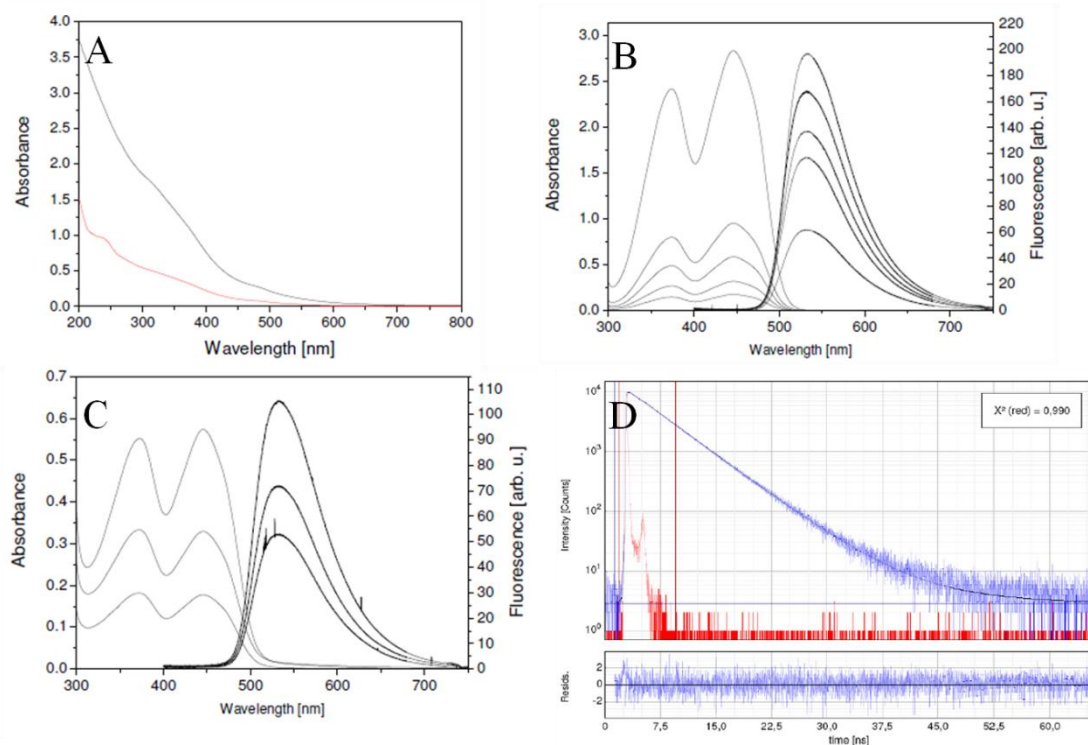 A
Absorbance
4.0
3.5
3.0
2.5
2.0
1.5
1.0
0.5
0.0
200 300 400 500 600 700 800
Wavelength [nm]
B
Absorbance
3.0
2.5
2.0
1.5
1.0
0.5
0.0
300 400 500 600 700
Wavelength [nm]
220
200
180
160
140
120
100
80
60
40
20
0
Fluorescence [arb. u.]
C
Absorbance
0.7
0.6
0.5
0.4
0.3
0.2
0.1
0.0
300 400 500 600 700
Wavelength [nm]
110
100
90
80
70
60
50
40
30
20
10
0
Fluorescence [arb. u.]
D
X² (red) = 0,990
Intensity [Counts]
10⁴
10³
10²
10¹
10⁰
Resids.
2
0
-2
0 7,5 15,0 22,5 30,0 37,5 45,0 52,5 60,0
time [ns]